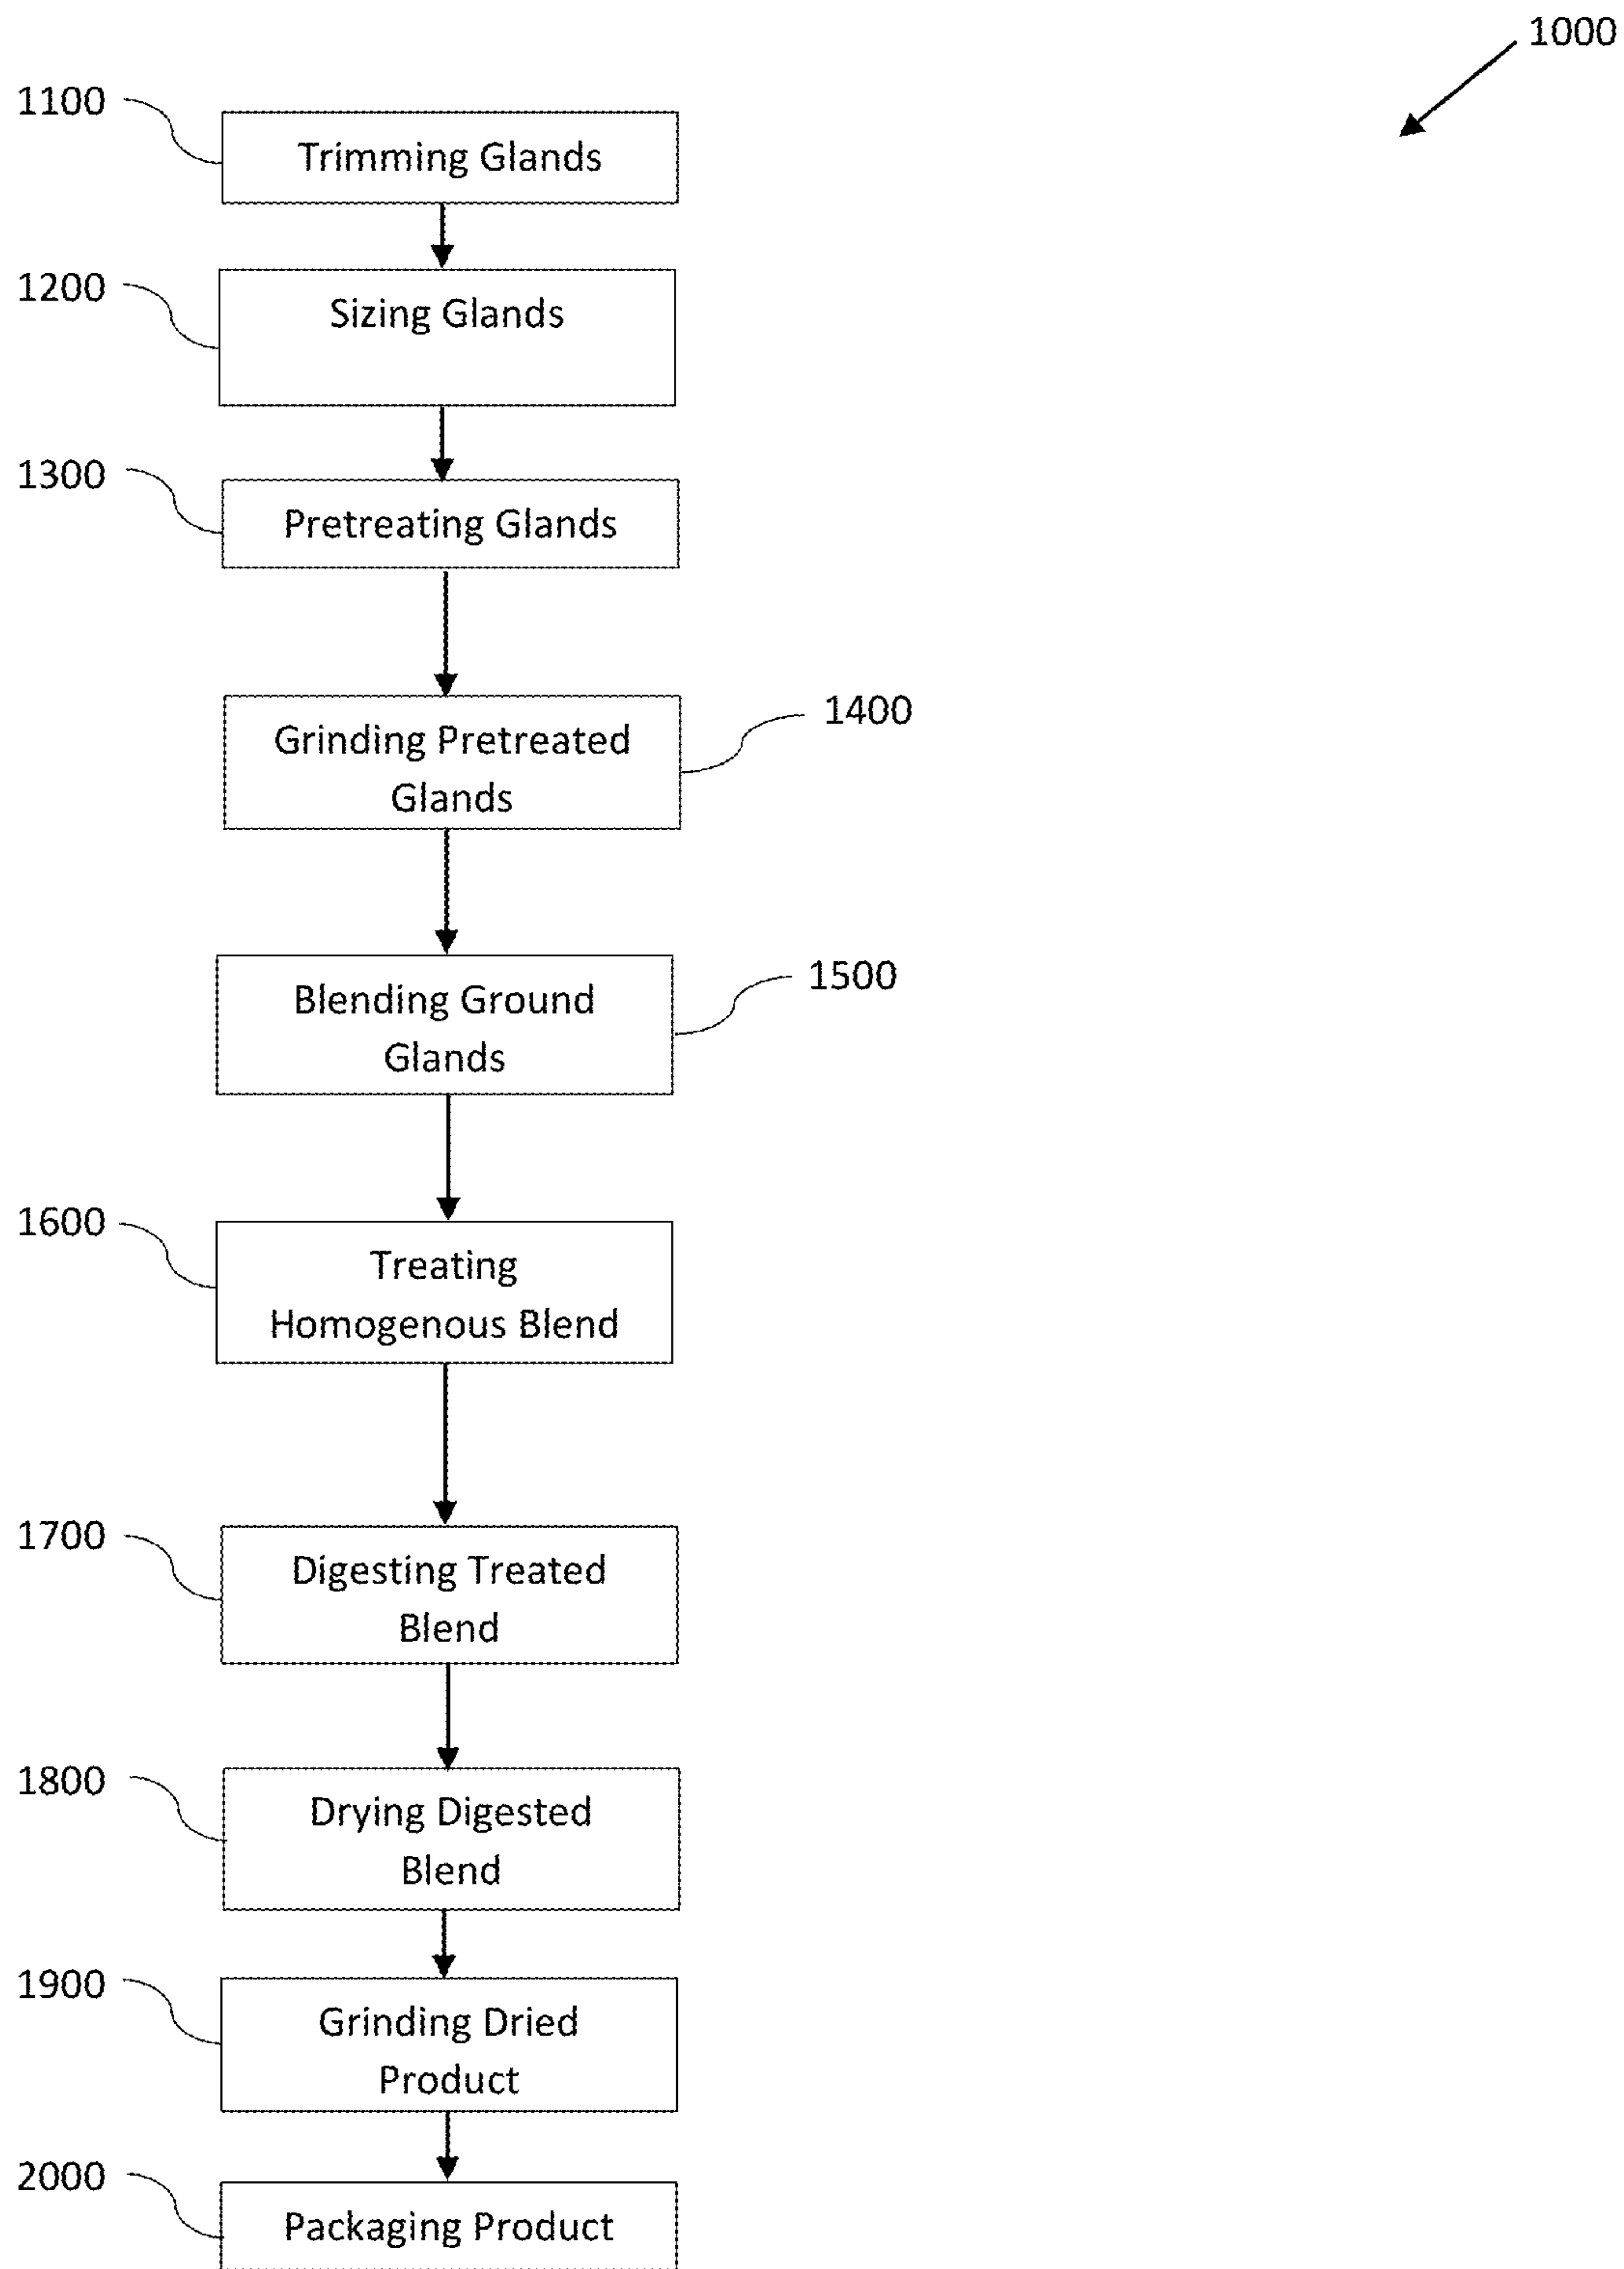 1000
1100
Trimming Glands
1200
Sizing Glands
1300
Pretreating Glands
1400
Grinding Pretreated
Glands
1500
Blending Ground
Glands
1600
Treating
Homogenous Blend
1700
Digesting Treated
Blend
1800
Drying Digested
Blend
1900
Grinding Dried
Product
2000
Packaging Product